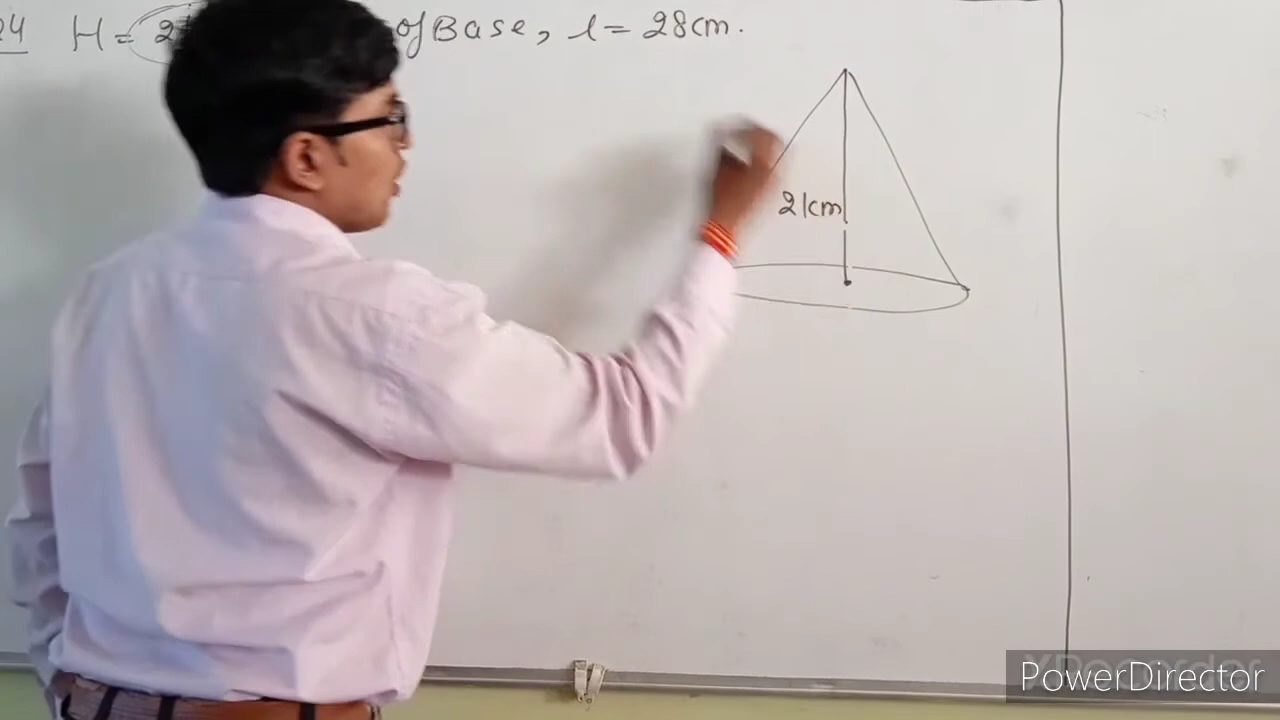 24 H = of Base, l = 28cm.
21cm
PowerDirector